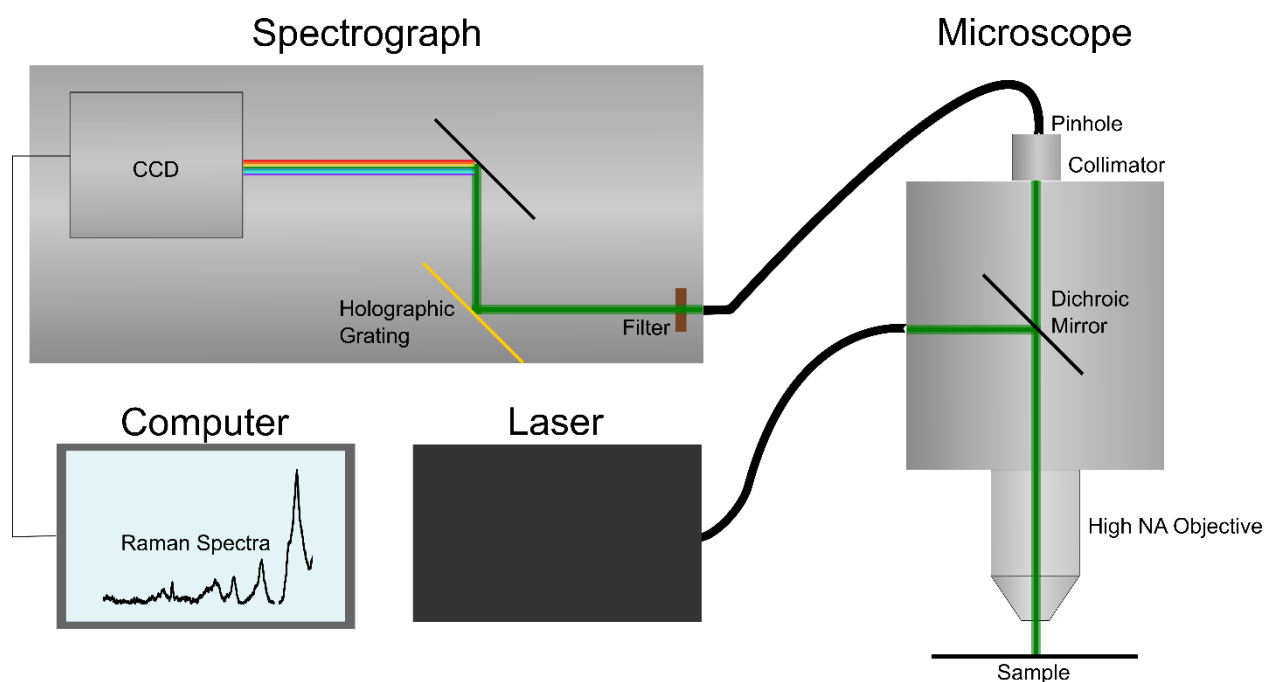 Spectrograph
Microscope
Pinhole
Collimator
CCD
Dichroic
Mirror
Holographic
Grating
Filter
Computer
Laser
Raman Spectra
High NA Objective
Sample